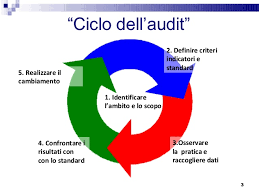 “Ciclo dell’audit”
2. Definire criteri
indicatori e
standard
5. Realizzare il
cambiamento
1. Identificare
l’ambito e lo scopo
4. Confrontare i
risultati con
con lo standard
3.Osservare
la pratica e
raccogliere dati
3